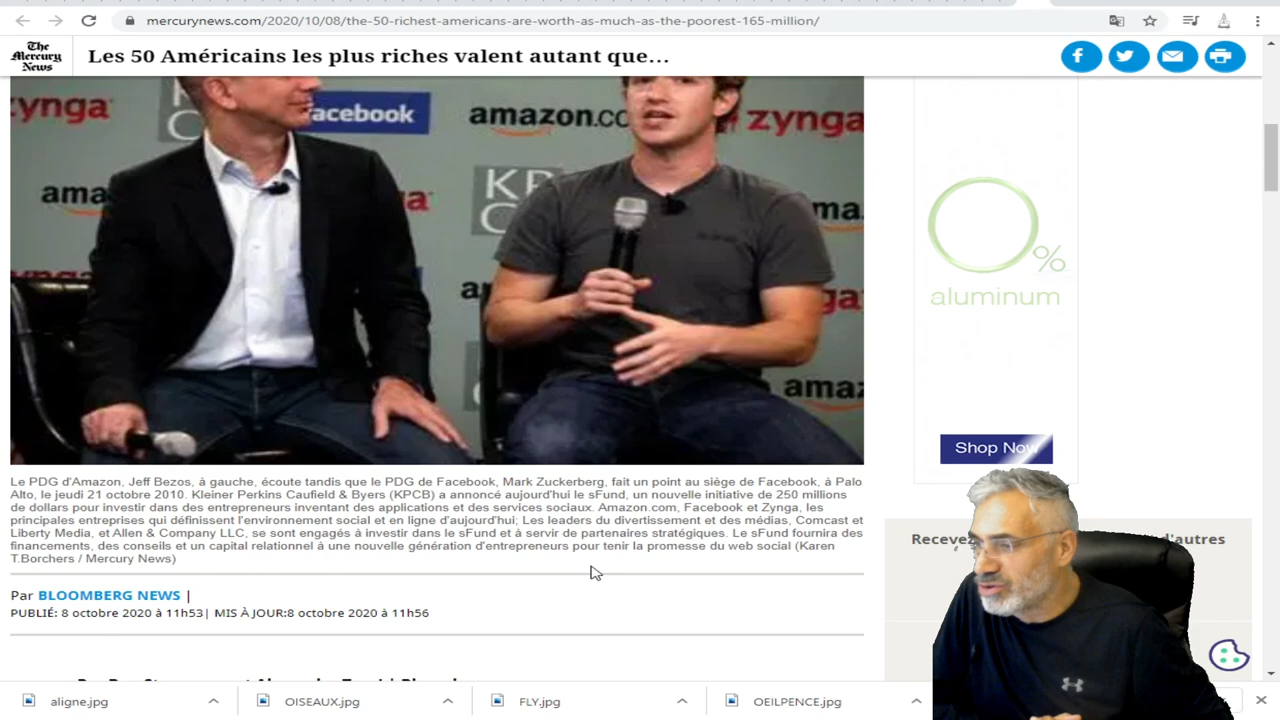 mercurynews.com/2020/10/08/the-50-richest-americans-are-worth-as-much-as-the-poorest-165-million/
The Mercury News
Les 50 Américains les plus riches valent autant que...
zynga
K
C
facebook
amazon.co
zynga
amaz
KP
C
ama
zynga
ama
amaz
Le PDG d'Amazon, Jeff Bezos, à gauche, écoute tandis que le PDG de Facebook, Mark Zuckerberg, fait un point au siège de Facebook, à Palo
Alto, le jeudi 21 octobre 2010. Kleiner Perkins Caufield & Byers (KPCB) a annoncé aujourd'hui le sFund, un nouvelle initiative de 250 millions
de dollars pour investir dans des entrepreneurs inventant des applications et des services sociaux. Amazon.com, Facebook et Zynga, les
principales entreprises qui définissent l'environnement social et en ligne d'aujourd'hui; Les leaders du divertissement et des médias, Comcast et
Liberty Media, et Allen & Company LLC, se sont engagés à investir dans le sFund et à servir de partenaires stratégiques. Le sFund fournira des
financements, des conseils et un capital relationnel à une nouvelle génération d'entrepreneurs pour tenir la promesse du web social (Karen
T.Borchers / Mercury News)
Par BLOOMBERG NEWS |
PUBLIÉ: 8 octobre 2020 à 11h53| MIS À JOUR:8 octobre 2020 à 11h56
0%
aluminum
Shop Now
d'autres
aligne.jpg
OISEAUX.jpg
FLY.jpg
OEILPENCE.jpg